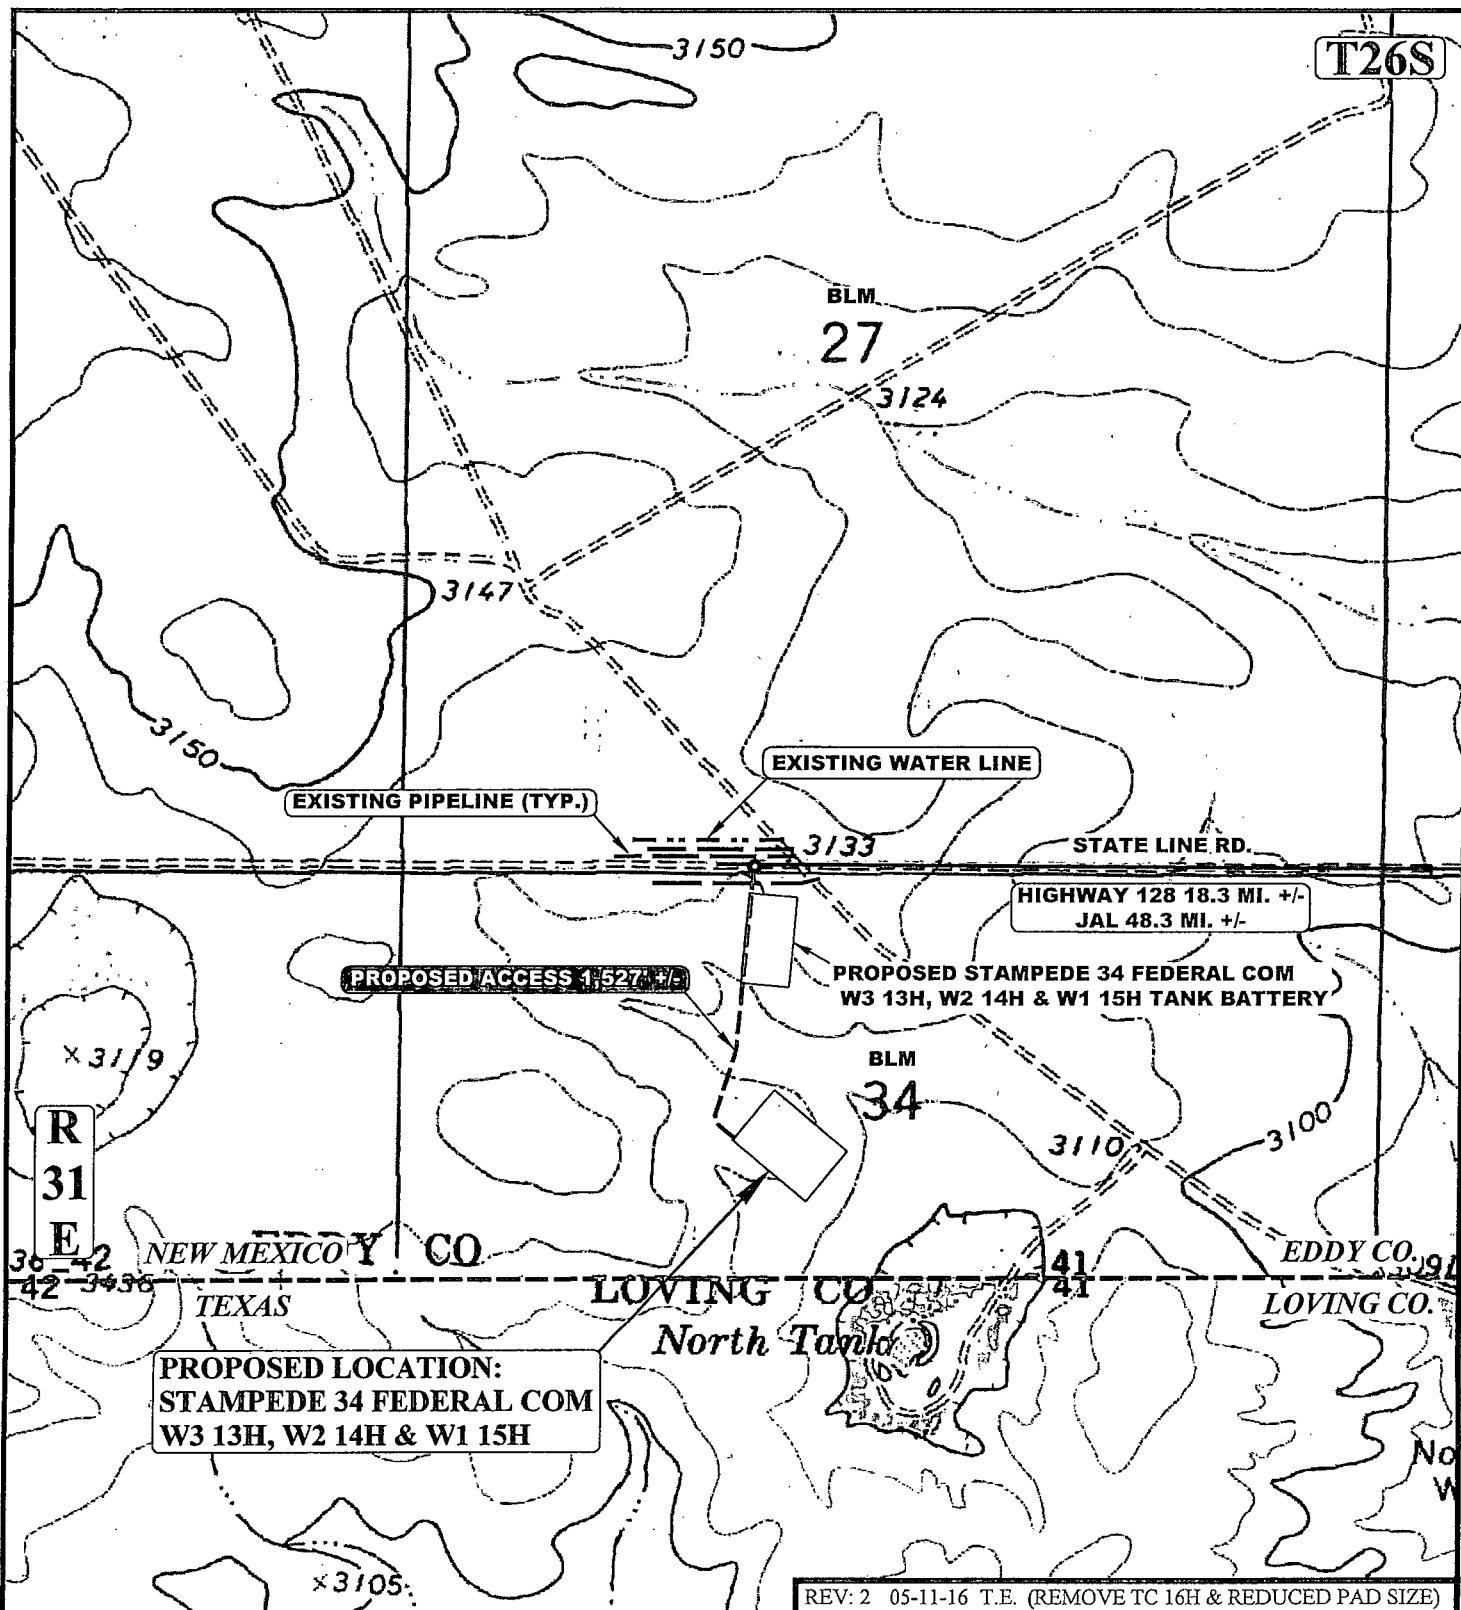 3150
T26S
BLM
27
3124
3147
3150
EXISTING WATER LINE
EXISTING PIPELINE (TYP.)
3133
STATE LINE RD.
HIGHWAY 128 18.3 MI. +/-
JAL 48.3 MI. +/-
PROPOSED ACCESS 1,527' +/-
PROPOSED STAMPEDE 34 FEDERAL COM
W3 13H, W2 14H & W1 15H TANK BATTERY
3119
BLM
34
R
31
E
3110
3100
NEW MEXICO
Y CO
EDDY CO.
42
41
42
3436
41
TEXAS
LOVING CO
LOVING CO.
North Tank
PROPOSED LOCATION:
STAMPEDE 34 FEDERAL COM
W3 13H, W2 14H & W1 15H
No
W
3105
REV: 2 05-11-16 T.E. (REMOVE TC 16H & REDUCED PAD SIZE)